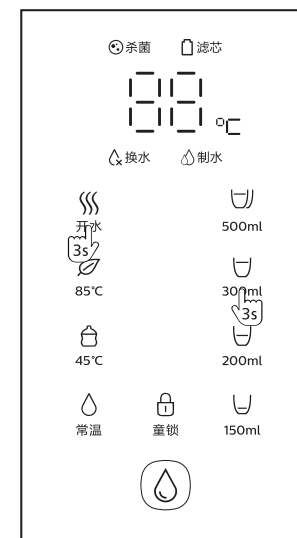 杀菌 滤芯
88 °C
换水 制水
开水 500ml
3s
85℃ 300ml
3s
45℃ 200ml
常温 童锁 150ml